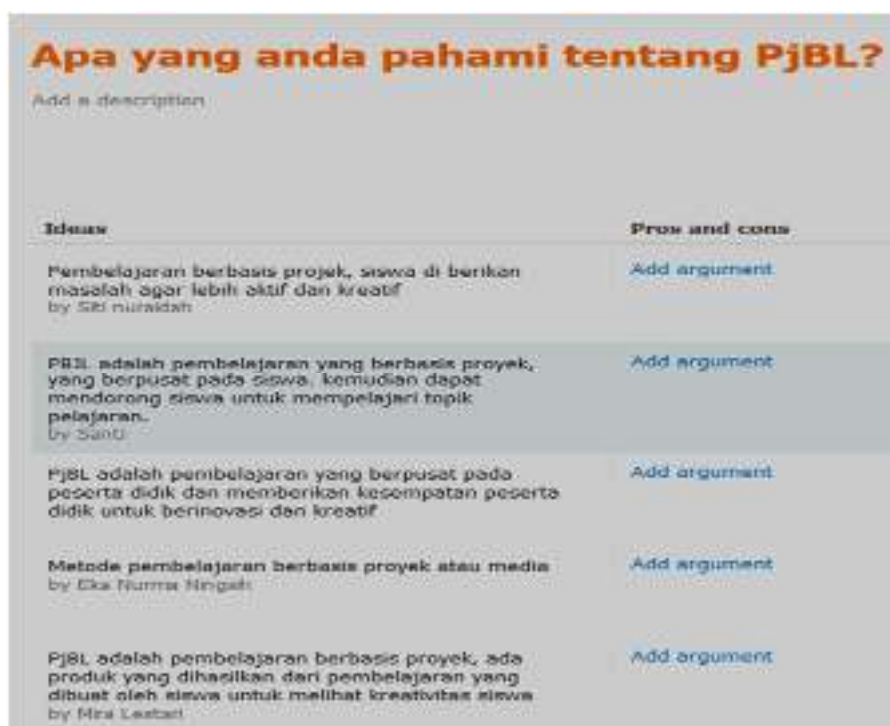 Apa yang anda pahami tentang PjBL?
Add a description
Ideas
Pros and cons
Pembelajaran berbasis projek, siswa di berikan
masalah agar lebih aktif dan kreatif
by Siti nuraidah
Add argument
PBJL adalah pembelajaran yang berbasis proyek,
yang berpusat pada siswa, kemudian dapat
mendorong siswa untuk mempelajari topik
pelajaran.
by Santi
Add argument
PjBL adalah pembelajaran yang berpusat pada
peserta didik dan memberikan kesempatan peserta
didik untuk berinovasi dan kreatif
Add argument
Metode pembelajaran berbasis proyek atau media
by Eka Nurma
Add argument
PjBL adalah pembelajaran berbasis proyek, ada
produk yang dihasilkan dari pembelajaran yang
dibuat oleh siswa untuk melihat kreativitas siswa
by Mira Lestari
Add argument